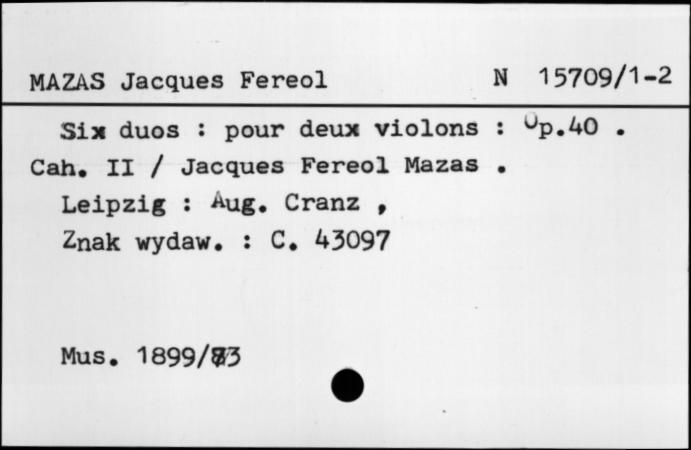 MAZAS Jacques Fereol N 15709/1-2
Six duos : pour deux violons : Op.40 .
Cah. II / Jacques Fereol Mazas .
Leipzig : Aug. Cranz ,
Znak wydaw. : C. 43097
Mus. 1899/73